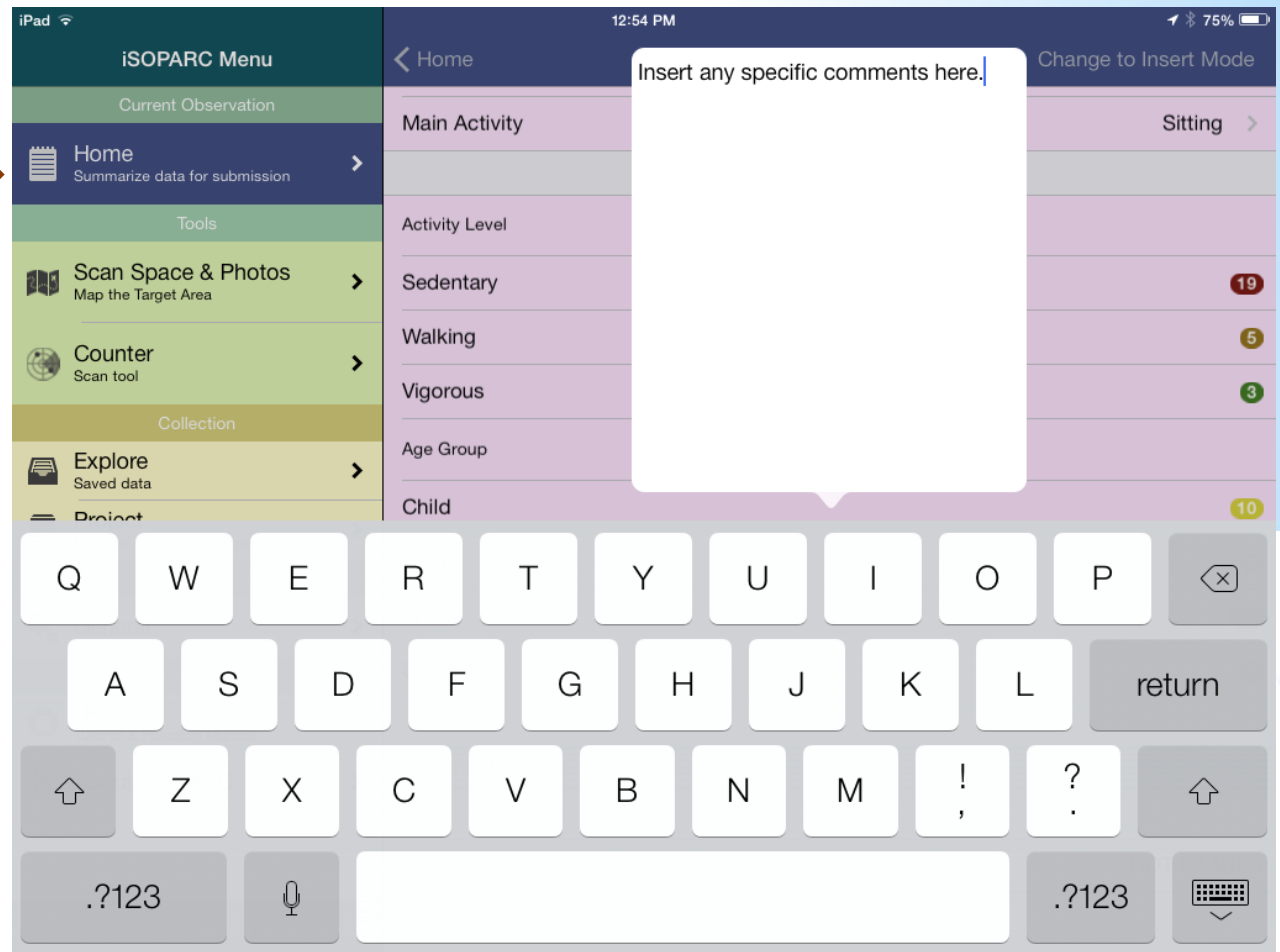 iPad
12:54 PM
75%
iSOPARC Menu
Home
Change to Insert Mode
Insert any specific comments here.
Current Observation
Home
Summarize data for submission
Tools
Scan Space & Photos
Map the Target Area
Counter
Scan tool
Collection
Explore
Saved data
Project
Main Activity Sitting
Activity Level
Sedentary 19
Walking 5
Vigorous 3
Age Group
Child 10
Q W E R T Y U I O P
A S D F G H J K L return
Z X C V B N M ! , ? .
.?123 .?123